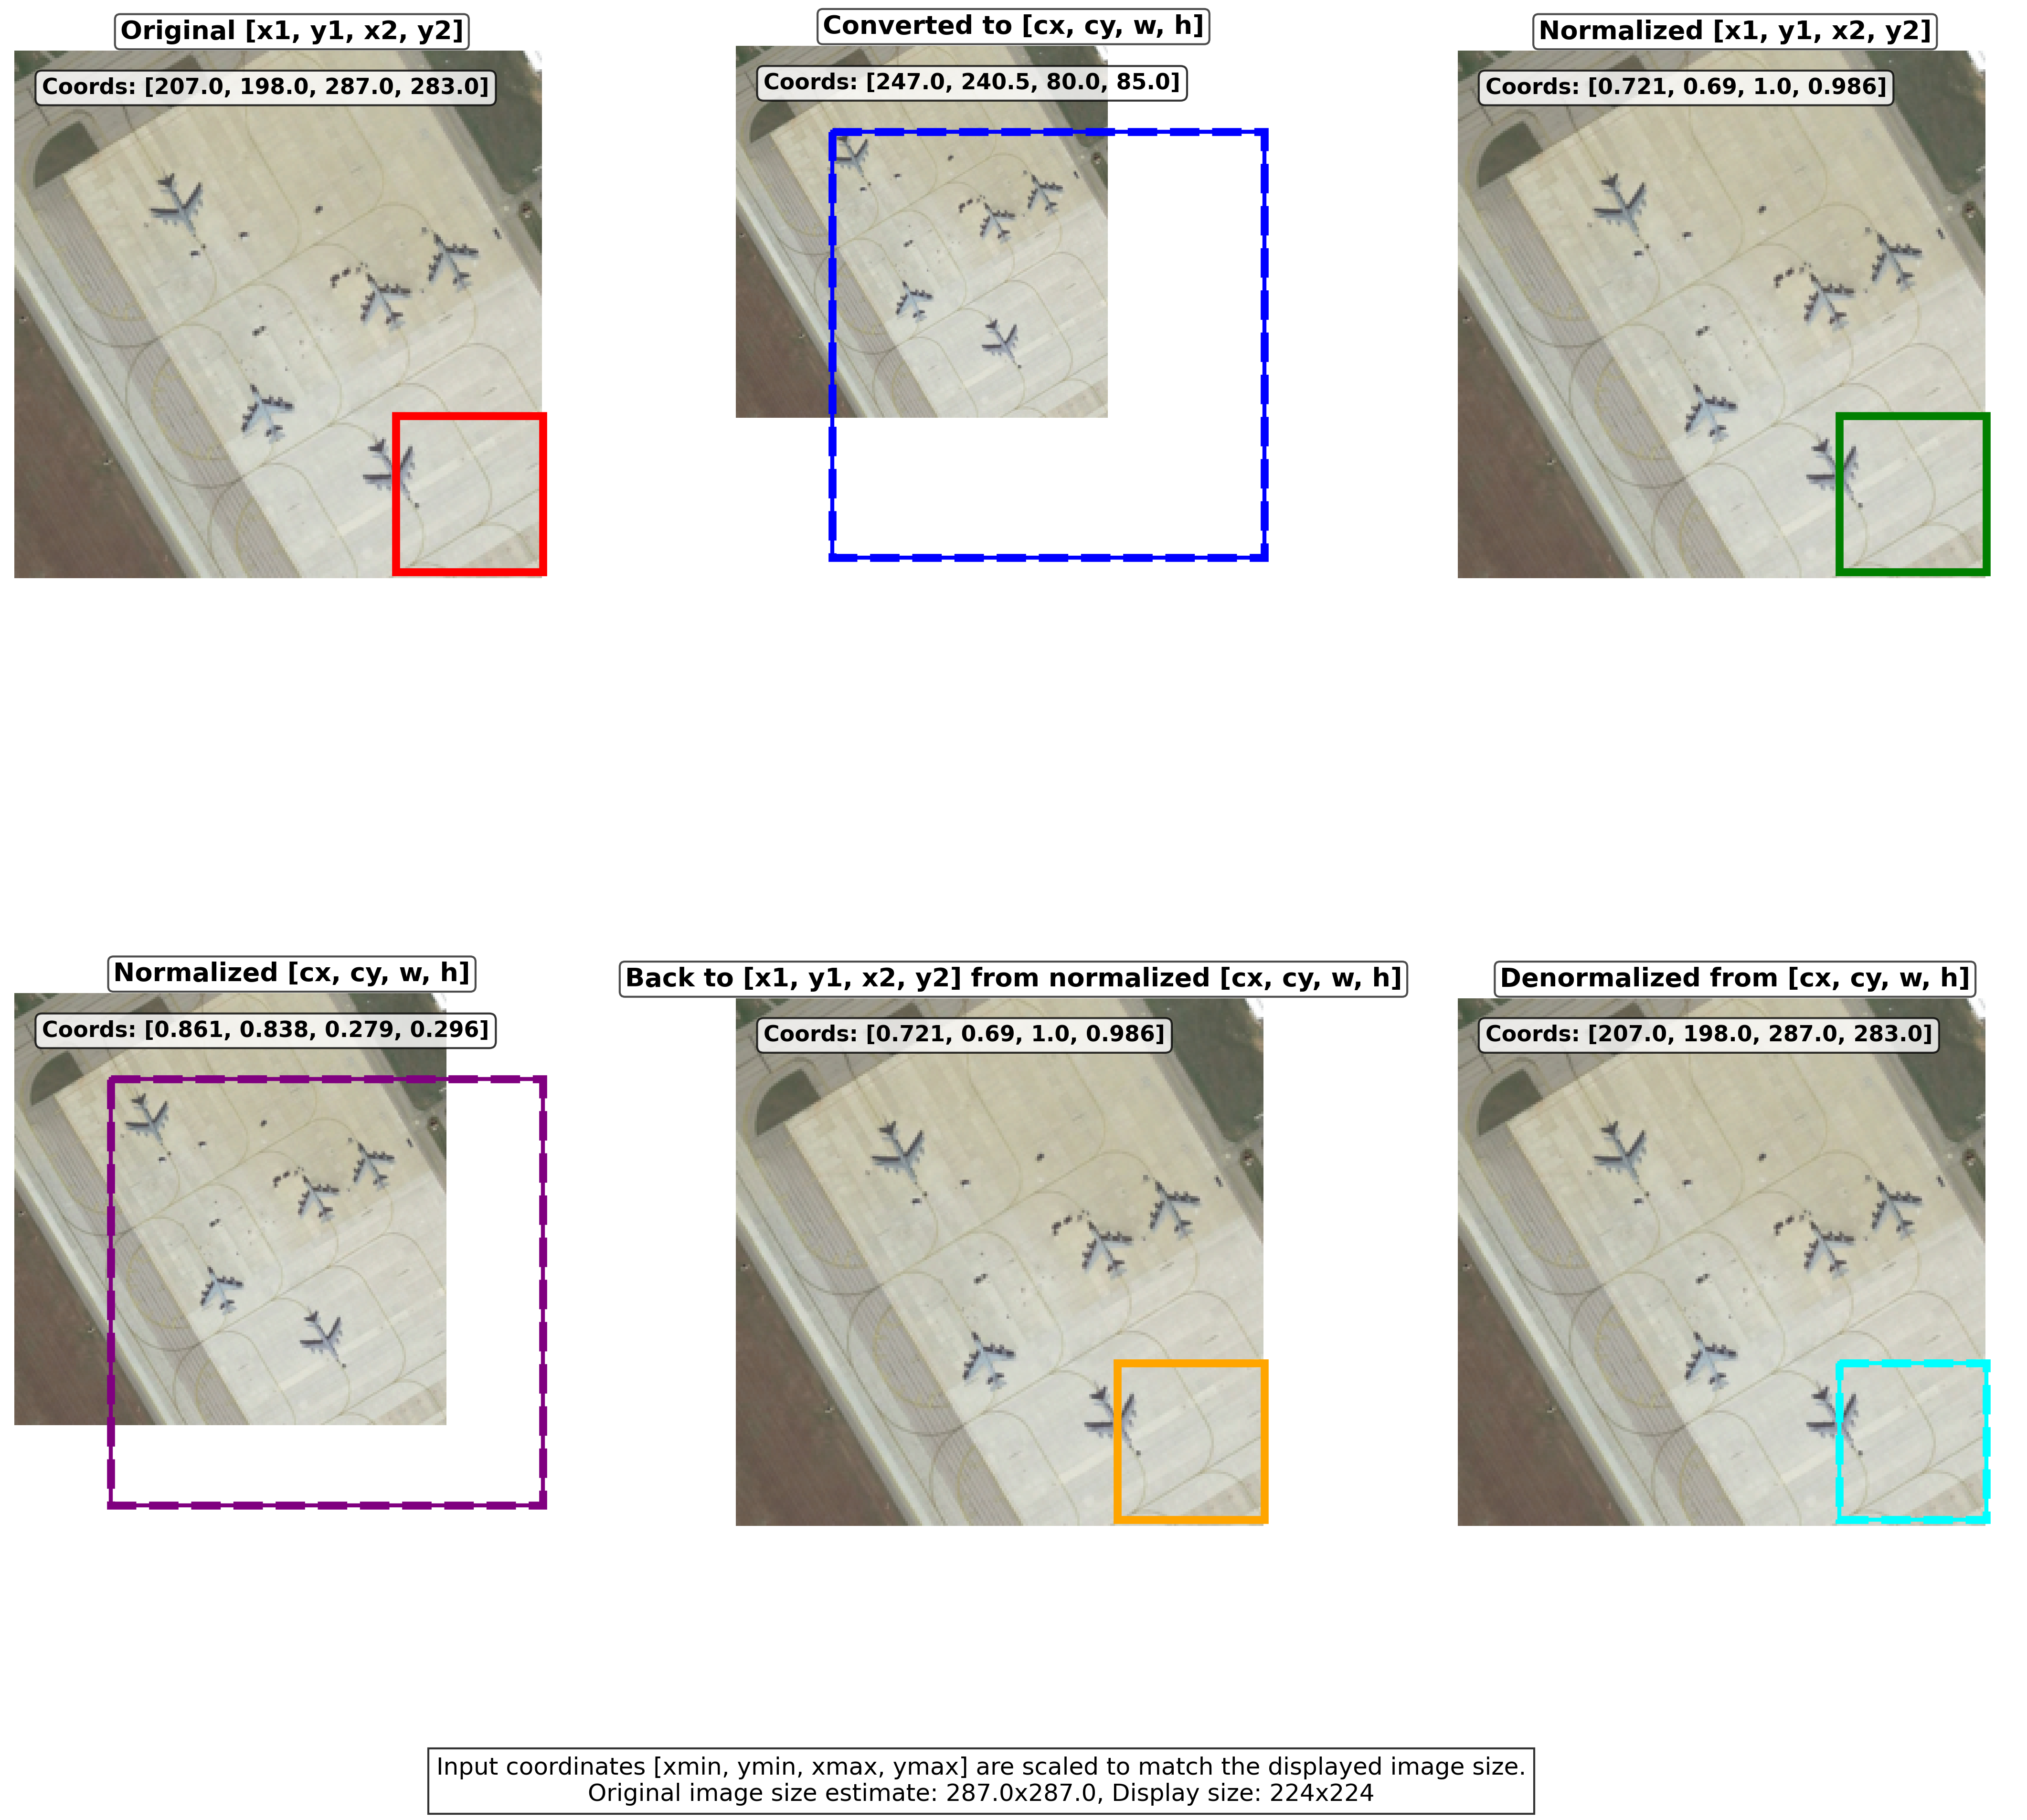 Original [x1, y1, x2, y2]
Coords: [207.0, 198.0, 287.0, 283.0]
Converted to [cx, cy, w, h]
Coords: [247.0, 240.5, 80.0, 85.0]
Normalized [x1, y1, x2, y2]
Coords: [0.721, 0.69, 1.0, 0.986]
Normalized [cx, cy, w, h]
Coords: [0.861, 0.838, 0.279, 0.296]
Back to [x1, y1, x2, y2] from normalized [cx, cy, w, h]
Coords: [0.721, 0.69, 1.0, 0.986]
Denormalized from [cx, cy, w, h]
Coords: [207.0, 198.0, 287.0, 283.0]
Input coordinates [xmin, ymin, xmax, ymax] are scaled to match the displayed image size.
Original image size estimate: 287.0x287.0, Display size: 224x224